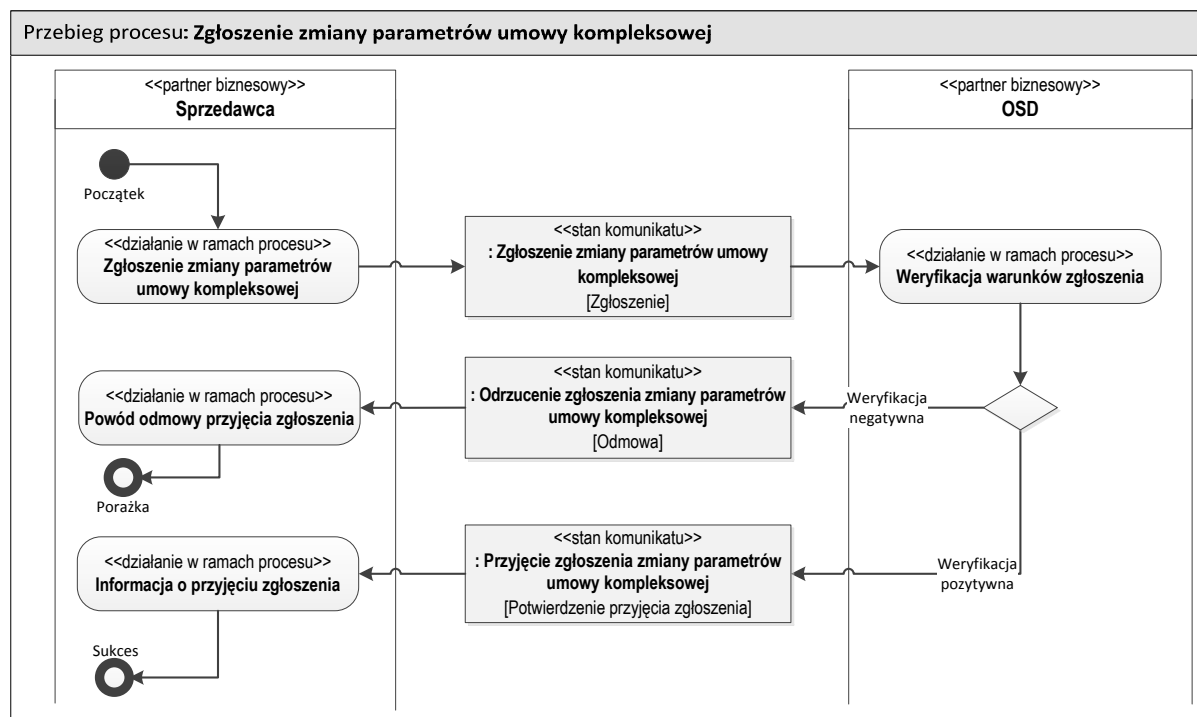 Przebieg procesu: Zgłoszenie zmiany parametrów umowy kompleksowej
<<partner biznesowy>>
Sprzedawca
<<partner biznesowy>>
OSD
Początek
<<działanie w ramach procesu>>
Zgłoszenie zmiany parametrów
umowy kompleksowej
<<stan komunikatu>>
: Zgłoszenie zmiany parametrów umowy
kompleksowej
[Zgłoszenie]
<<działanie w ramach procesu>>
Weryfikacja warunków zgłoszenia
<<działanie w ramach procesu>>
Powód odmowy przyjęcia zgłoszenia
<<stan komunikatu>>
: Odrzucenie zgłoszenia zmiany parametrów
umowy kompleksowej
[Odmowa]
Weryfikacja
negatywna
Porażka
<<działanie w ramach procesu>>
Informacja o przyjęciu zgłoszenia
<<stan komunikatu>>
: Przyjęcie zgłoszenia zmiany parametrów
umowy kompleksowej
[Potwierdzenie przyjęcia zgłoszenia]
Weryfikacja
pozytywna
Sukces